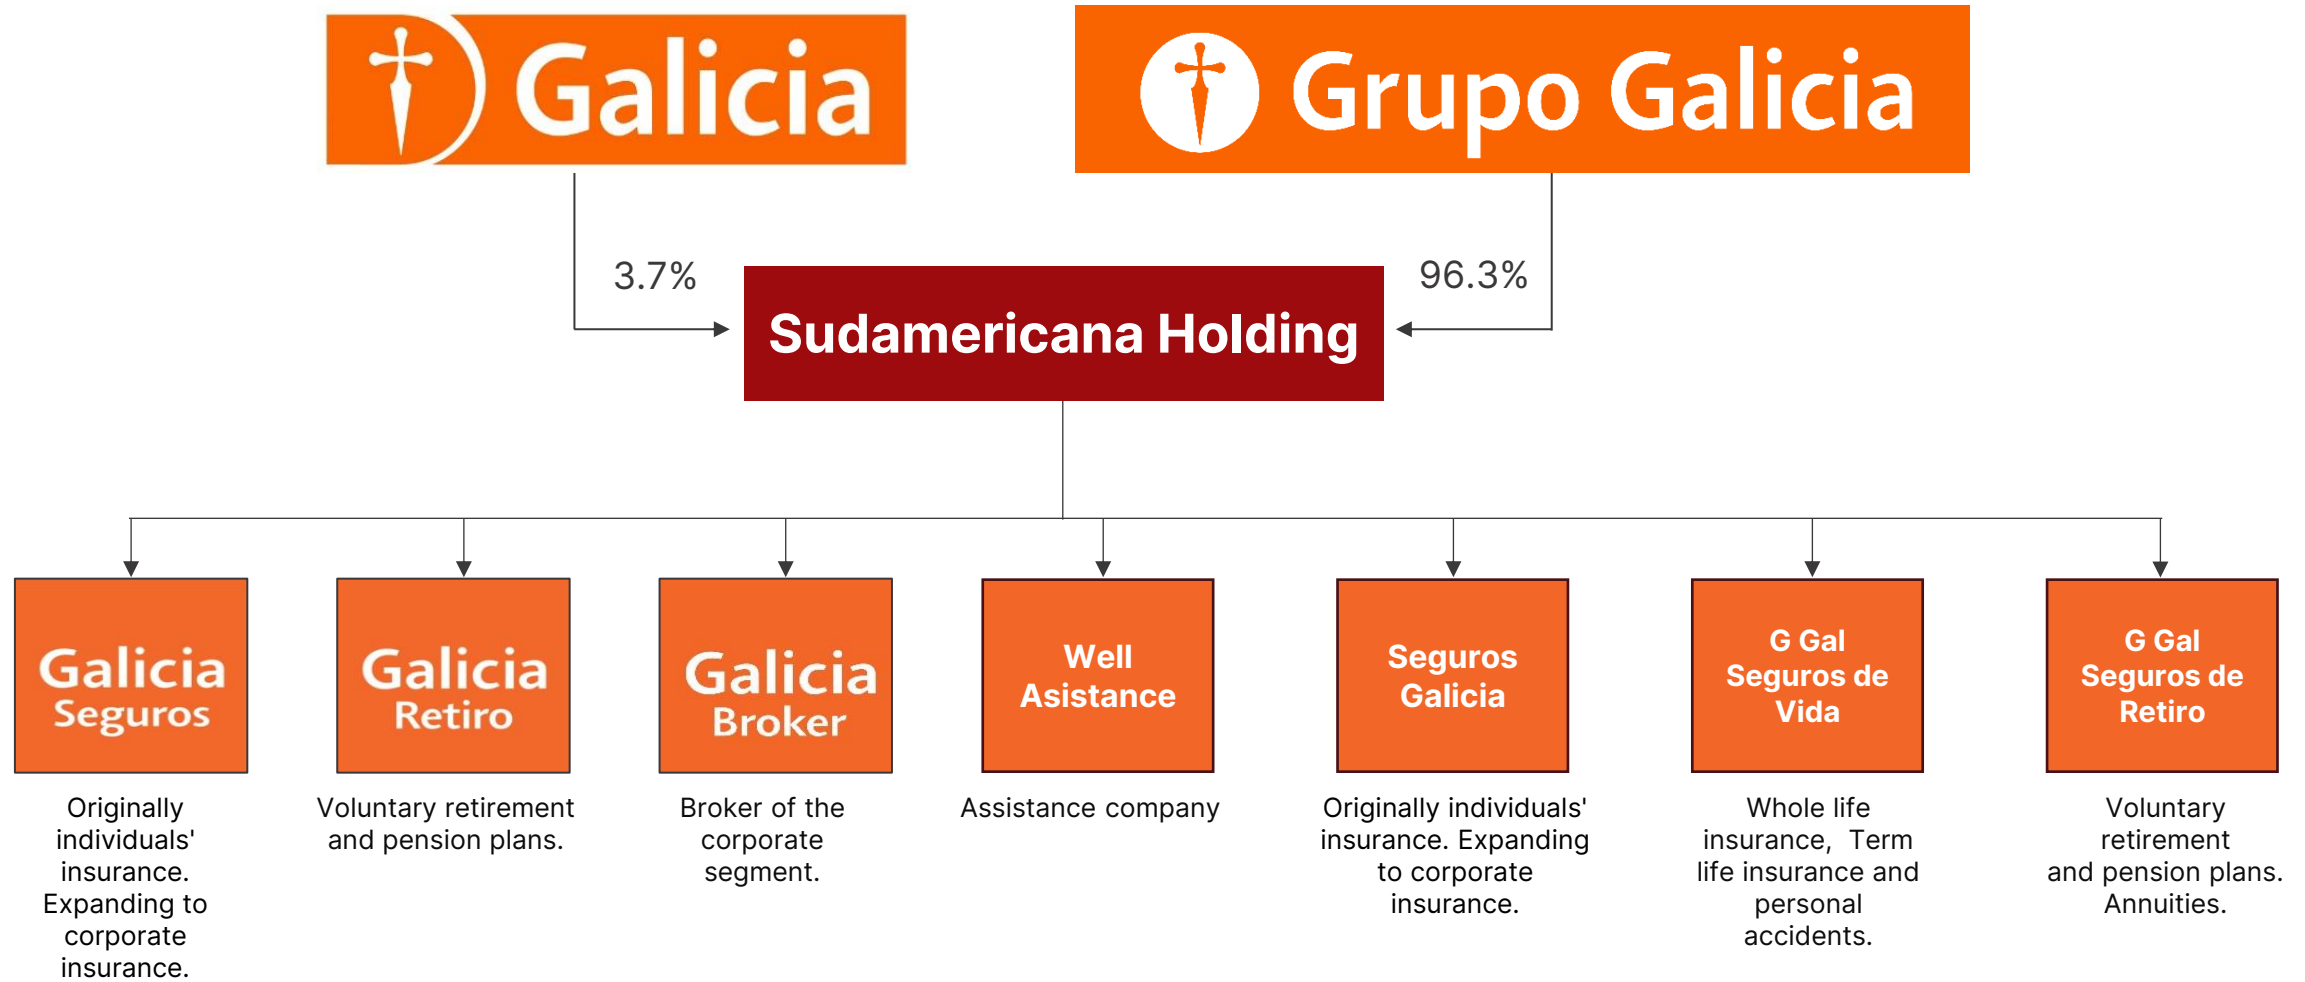 Galicia
Grupo Galicia
3.7%
96.3%
Sudamericana Holding
Galicia
Seguros
Galicia
Retiro
Galicia
Broker
Well
Asistance
Seguros
Galicia
G Gal
Seguros de
Vida
G Gal
Seguros de
Retiro
Originally
individuals'
insurance.
Expanding to
corporate
insurance.
Voluntary retirement
and pension plans.
Broker of the
corporate
segment.
Assistance company
Originally individuals'
insurance. Expanding
to corporate
insurance.
Whole life
insurance, Term
life insurance and
personal
accidents.
Voluntary
retirement
and pension plans.
Annuities.